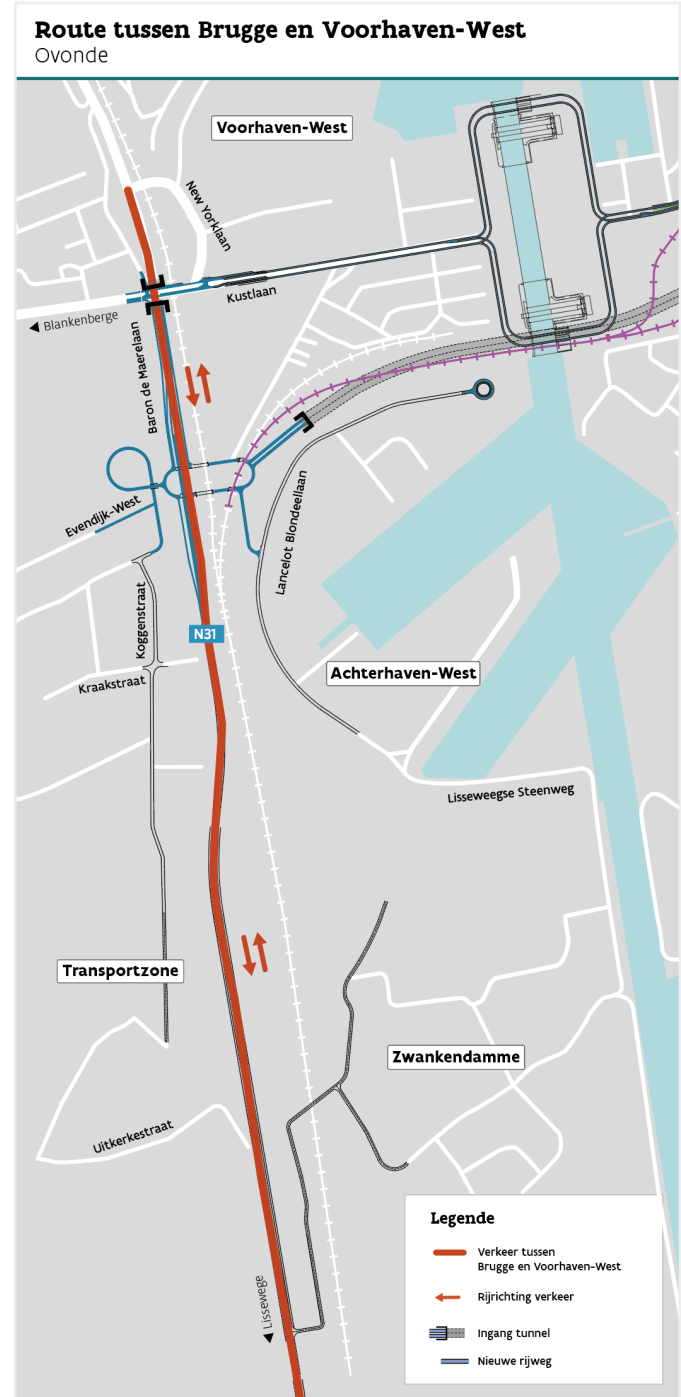 Route tussen Brugge en Voorhaven-West
Ovonde
Voorhaven-West
New Yorklaan
Kustlaan
◀ Blankenberge
Baron de Maerelaan
Evendijk-West
Lancelot Blondeellaan
Koggenstraat
N31
Kraakstraat
Achterhaven-West
Lisseweegse Steenweg
Transportzone
Zwankendamme
Uitkerkestraat
◀ Lissewege
Legende
Verkeer tussen
Brugge en Voorhaven-West
Rijrichting verkeer
Ingang tunnel
Nieuwe rijweg